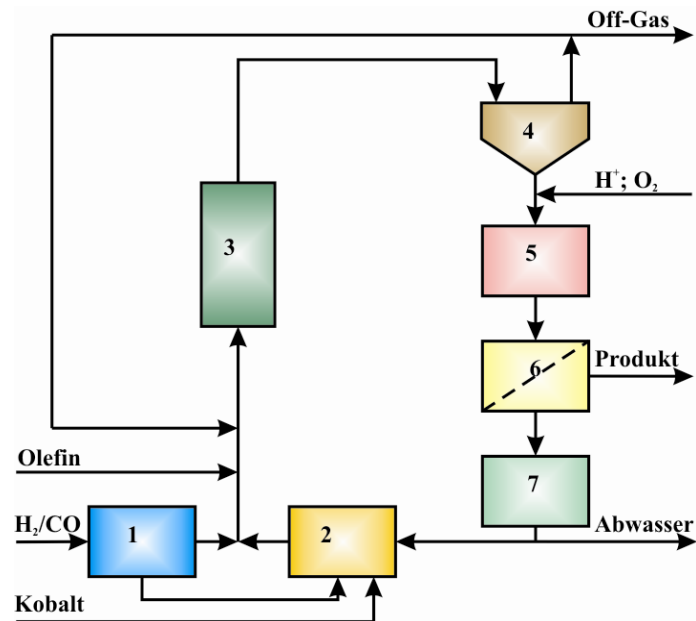 Off-Gas
4
H⁺; O₂
3
5
6
Produkt
Olefin
7
H₂/CO
1
2
Abwasser
Kobalt